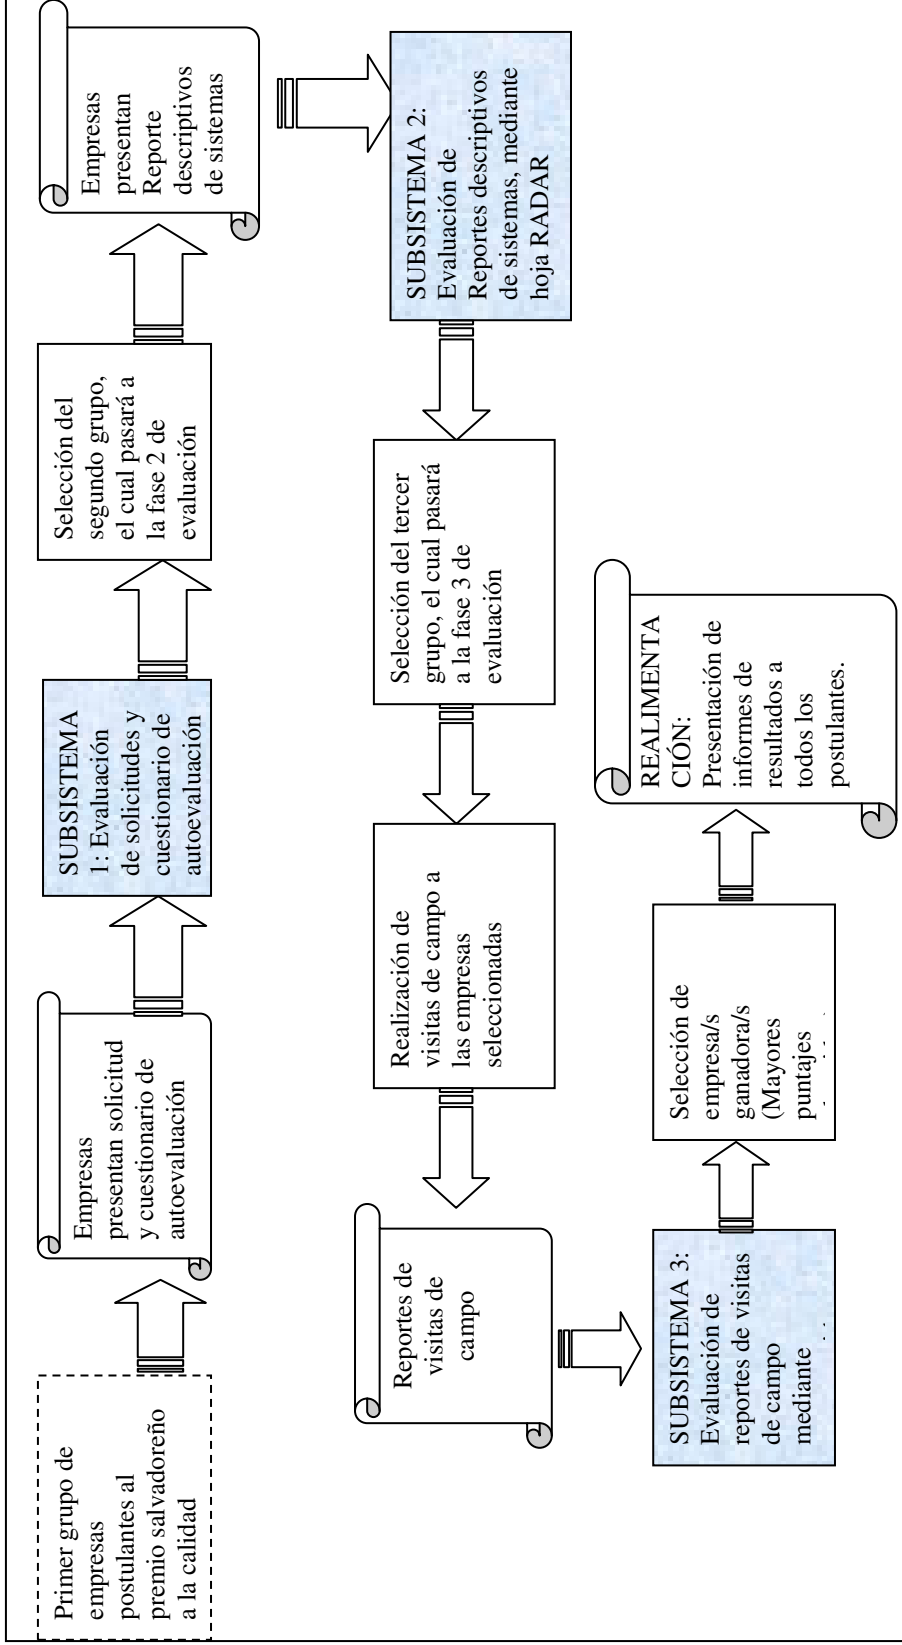 Primer grupo de
empresas
postulantes al
premio salvadoreño
a la calidad
Empresas
presentan solicitud
y cuestionario de
autoevaluación
SUBSISTEMA
1: Evaluación
de solicitudes y
cuestionario de
autoevaluación
Selección del
segundo grupo,
el cual pasará a
la fase 2 de
evaluación
Empresas
presentan
Reporte
descriptivos
de sistemas
SUBSISTEMA 2:
Evaluación de
Reportes descriptivos
de sistemas, mediante
hoja RADAR
Selección del tercer
grupo, el cual pasará
a la fase 3 de
evaluación
Realización de
visitas de campo a
las empresas
seleccionadas
Reportes de
visitas de
campo
SUBSISTEMA 3:
Evaluación de
reportes de visitas
de campo
mediante
Selección de
empresa/s
ganadora/s
(Mayores
puntajes
REALIMENTA
CIÓN:
Presentación de
informes de
resultados a
todos los
postulantes.